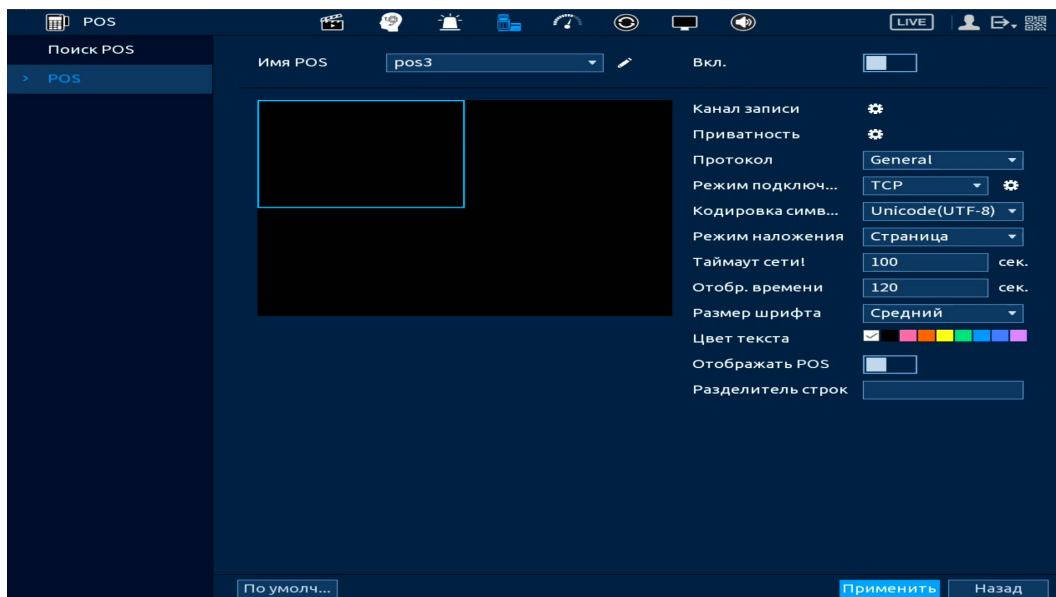 POS
LIVE
Поиск POS
> POS
Имя POS pos3 Вкл.
Канал записи
Приватность
Протокол General
Режим подключ... TCP
Кодировка симв... Unicode(UTF-8)
Режим наложения Страница
Таймаут сети! 100 сек.
Отобр. времени 120 сек.
Размер шрифта Средний
Цвет текста
Отображать POS
Разделитель строк
По умолч... Применить Назад